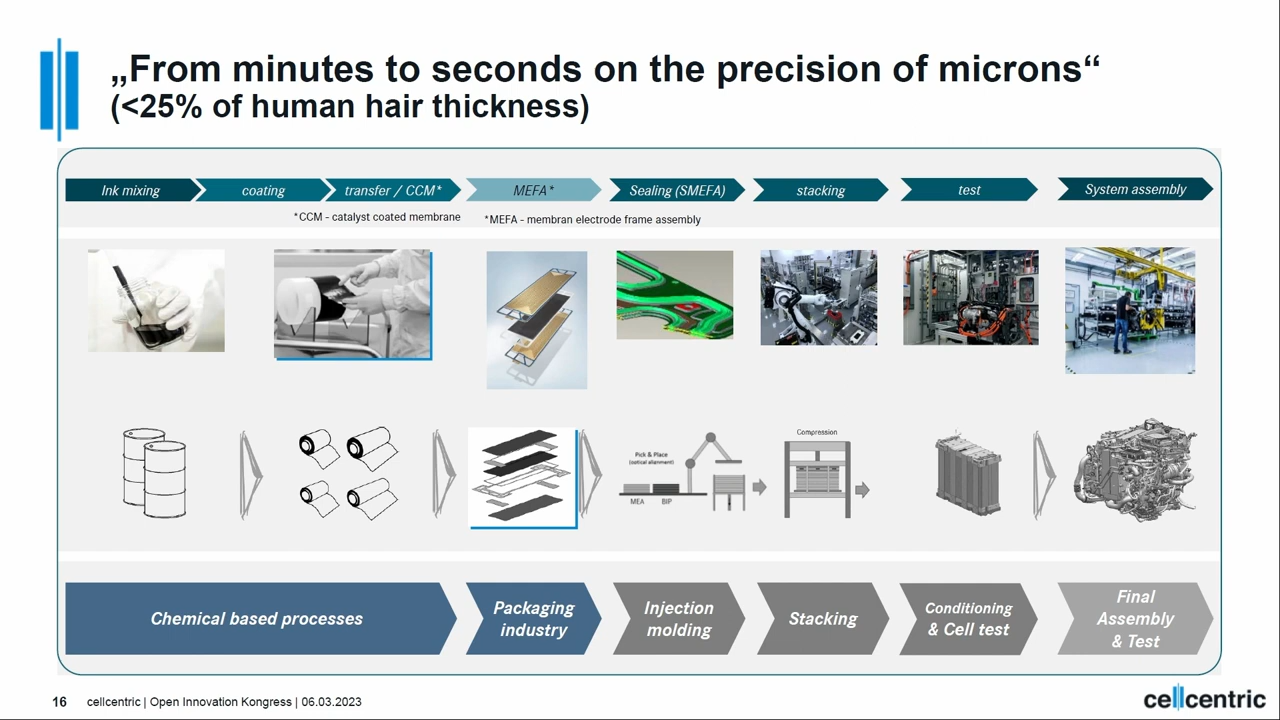 „From minutes to seconds on the precision of microns“
(<25% of human hair thickness)
Ink mixing
coating
transfer / CCM*
MEFA*
Sealing (SMEFA)
stacking
test
System assembly
*CCM - catalyst coated membrane
*MEFA - membran electrode frame assembly
Pick & Place
(optical alignment)
MEA
BIP
Compression
Chemical based processes
Packaging
industry
Injection
molding
Stacking
Conditioning
& Cell test
Final
Assembly
& Test
16
cellcentric | Open Innovation Kongress | 06.03.2023
cellcentric